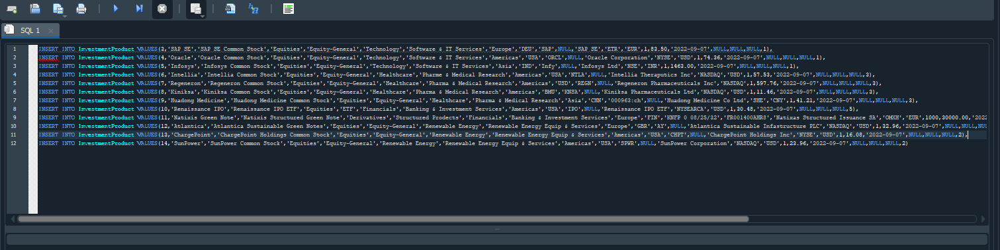 SQL 1
1 INSERT INTO InvestmentProduct VALUES(3,'SAP SE','SAP SE Common Stock','Equities','Equity-General','Technology','Software & IT Services','Europe','DEU','SAP',NULL,'SAP SE','ETR','EUR',1,83.50,'2022-09-07',NULL,NULL,NULL,1),
2 INSERT INTO InvestmentProduct VALUES(4,'Oracle','Oracle Common Stock','Equities','Equity-General','Technology','Software & IT Services','Americas','USA','ORCL',NULL,'Oracle Corporation','NYSE','USD',1,74.36,'2022-09-07',NULL,NULL,NULL,1),
3 INSERT INTO InvestmentProduct VALUES(5,'Infosys','Infosys Common Stock','Equities','Equity-General','Technology','Software & IT Services','Asia','IND','Infy',NULL,'Infosys Ltd','NSE','INR',1,1463.00,'2022-09-07',NULL,NULL,NULL,1),
4 INSERT INTO InvestmentProduct VALUES(6,'Intellia','Intellia Common Stock','Equities','Equity-General','Healthcare','Pharme & Medical Research','Americas','USA','NTLA',NULL,'Intellia Theraputics Inc','NASDAQ','USD',1,57.53,'2022-09-07',NULL,NULL,NULL,3),
5 INSERT INTO InvestmentProduct VALUES(7,'Regeneron','Regeneron Common Stock','Equities','Equity-General','Healthcare','Pharma & Medical Research','Americas','USD','REGN',NULL,'Regeneron Pharmaceuticals Inc','NASDAQ',1,597.76,'2022-09-07',NULL,NULL,NULL,3),
6 INSERT INTO InvestmentProduct VALUES(8,'Kiniksa','Kiniksa Common Stock','Equities','Equity-General','Healthcare','Pharma & Medical Research','Americas','BMU','KNSA',NULL,'Kiniksa Pharmaceuticals Ltd','NASDAQ','USD',1,11.46,'2022-09-07',NULL,NULL,NULL,3),
7 INSERT INTO InvestmentProduct VALUES(9,'Huadong Medicine','Huadong Medicine Common Stock','Equities','Equity-General','Healthcare','Pharma & Medical Research','Asia','CHN','000963:ch',NULL,'Huadong Medicine Co Ltd','SHE','CNY',1,41.21,'2022-09-07',NULL,NULL,NULL,3),
8 INSERT INTO InvestmentProduct VALUES(10,'Renaissance IPO','Renaissance IPO ETF','Equities','ETF','Financials','Banking & Investment Services','Americas','USA','IPO',NULL,'Renaissance IPO ETF','NYSEARCA','USD',1,30.48,'2022-09-07',NULL,NULL,NULL,5),
9 INSERT INTO InvestmentProduct VALUES(11,'Natixis Green Note','Natixis Structured Green Note','Derivatives','Structured Prodects','Financials','Banking & Investment Services','Europe','FIN','KNFP 0 08/25/32','FR001400AHR8','Natixas Structured Issuance SA','OMXH','EUR',1000,30000.00,'2022
10 INSERT INTO InvestmentProduct VALUES(12,'Atlantica','Atlantica Sustainable Green Notes','Equities','Equity-General','Renewable Energy','Renewable Energy Equip & Services','Europe','GBR','AY',NULL,'Atlantica Sustainable Infastructure PLC','NASDAQ','USD',1,32.96,'2022-09-07',NULL,NULL,NULL
11 INSERT INTO InvestmentProduct VALUES(13,'ChargePoint','ChargePoint Holdings Common Stock','Equities','Equity-General','Renewable Energy','Renewable Energy Equip & Services','Americas','USA','CHPT',NULL,'ChargePoint Holdings Inc','NYSE','USD',1,16.08,'2022-09-07',NULL,NULL,NULL,2),
12 INSERT INTO InvestmentProduct VALUES(14,'SunPower','SunPower Common Stock','Equities','Equity-General','Renewable Energy','Renewable Energy Equip & Services','Americas','USA','SPWR',NULL,'SunPower Corporation','NASDAQ','USD',1,23.96,'2022-09-07',NULL,NULL,NULL,2)